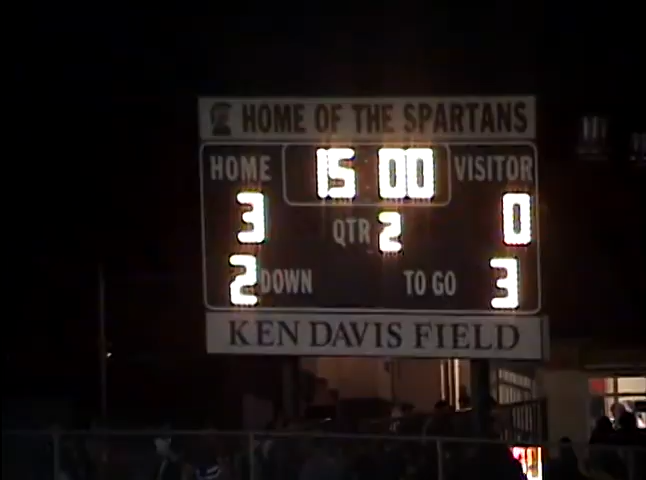 HOME OF THE SPARTANS
HOME 15 00 VISITOR
3 QTR 2 0
2 DOWN TO GO 3
KEN DAVIS FIELD